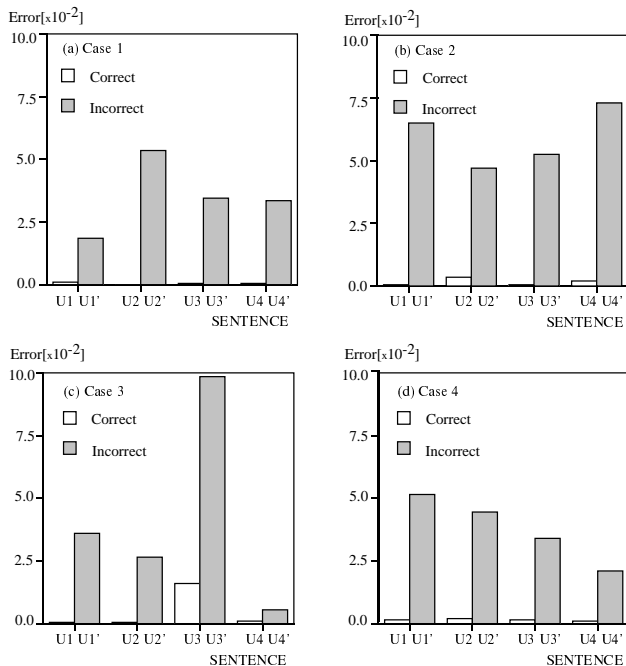 Error[x10-2]
10.0
(a) Case 1
Correct
7.5
Incorrect
5.0
2.5
0.0
U1 U1' U2 U2' U3 U3' U4 U4'
SENTENCE
Error[x10-2]
10.0
(b) Case 2
Correct
7.5
Incorrect
5.0
2.5
0.0
U1 U1' U2 U2' U3 U3' U4 U4'
SENTENCE
Error[x10-2]
10.0
(c) Case 3
Correct
7.5
Incorrect
5.0
2.5
0.0
U1 U1' U2 U2' U3 U3' U4 U4'
SENTENCE
Error[x10-2]
10.0
(d) Case 4
Correct
7.5
Incorrect
5.0
2.5
0.0
U1 U1' U2 U2' U3 U3' U4 U4'
SENTENCE